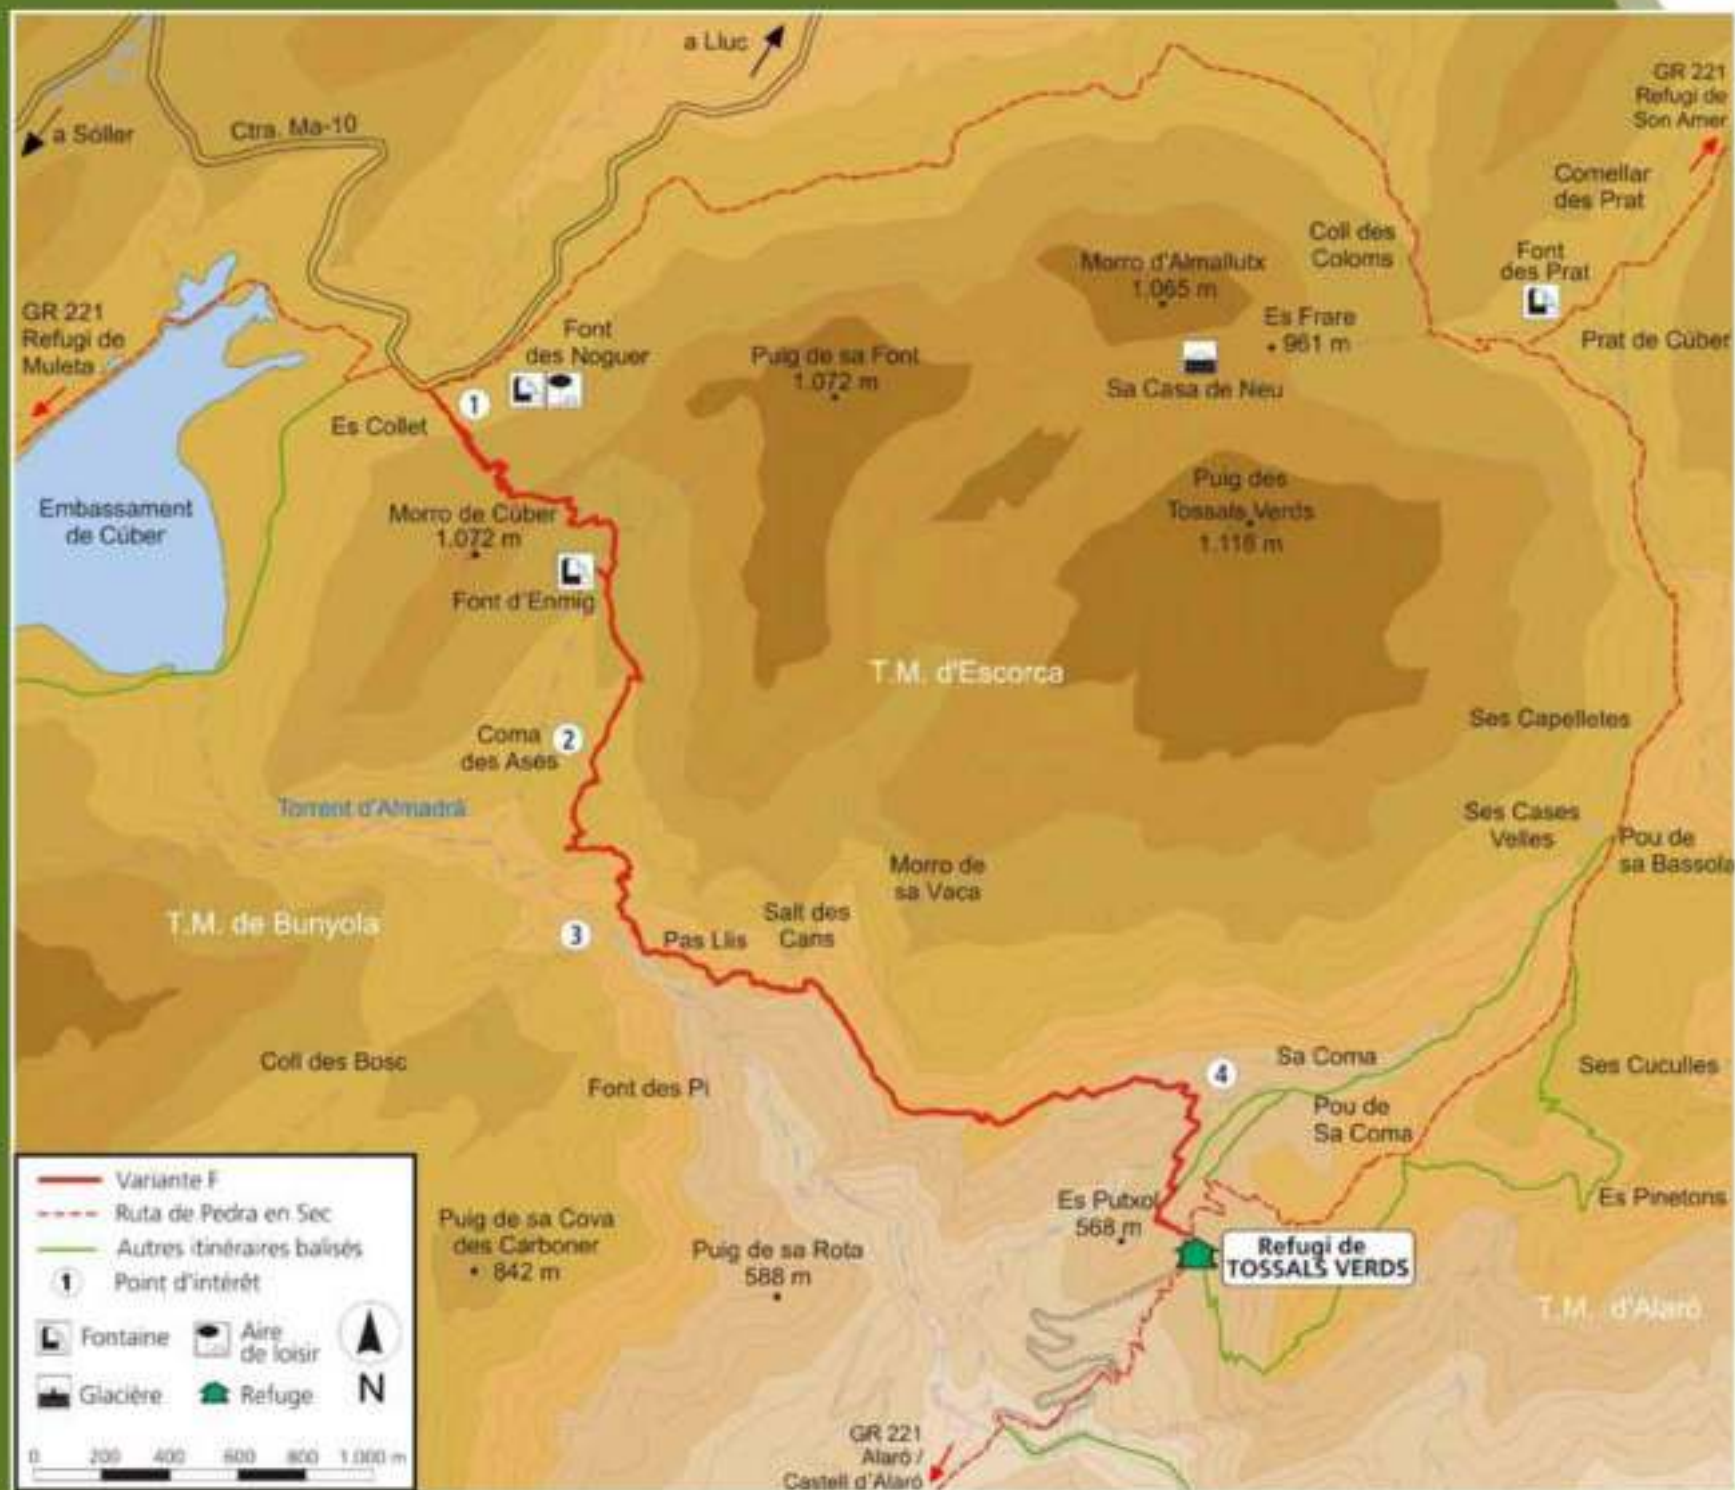 a Lluc
GR 221
Refugi de
Son Amer
a Sóller
Ctra. Ma-10
Comellar
des Prat
Coll des
Coloms
Font
des Prat
Morro d'Almallutx
1.065 m
GR 221
Refugi de
Muleta
Font
des Noguer
Es Frare
961 m
Prat de Cúber
Puig de sa Font
1.072 m
Sa Casa de Neu
1
Es Collet
Puig des
Tossals Verds
1.118 m
Embassament
de Cúber
Morro de Cúber
1.072 m
Font d'Enmig
T.M. d'Escorca
Ses Capelletes
Coma
des Ases
2
Torrent d'Almadrà
Ses Cases
Velles
Pou de
sa Bassola
Morro de
sa Vaca
T.M. de Bunyola
Salt des
Cans
3
Pas Llis
Coll des Bosc
Font des Pi
4
Sa Coma
Ses Cuculles
Pou de
Sa Coma
Es Pinetons
Es Putxol
568 m
Puig de sa Cova
des Carboner
842 m
Puig de sa Rota
588 m
Refugi de
TOSSALS VERDS
T.M. d'Alaró
GR 221
Alaró /
Castell d'Alaró
Variante F
Ruta de Pedra en Sec
Autres itinéraires balisés
1 Point d'intérêt
Fontaine
Aire
de loisir
Glacière
Refuge
N
0 200 400 600 800 1.000 m